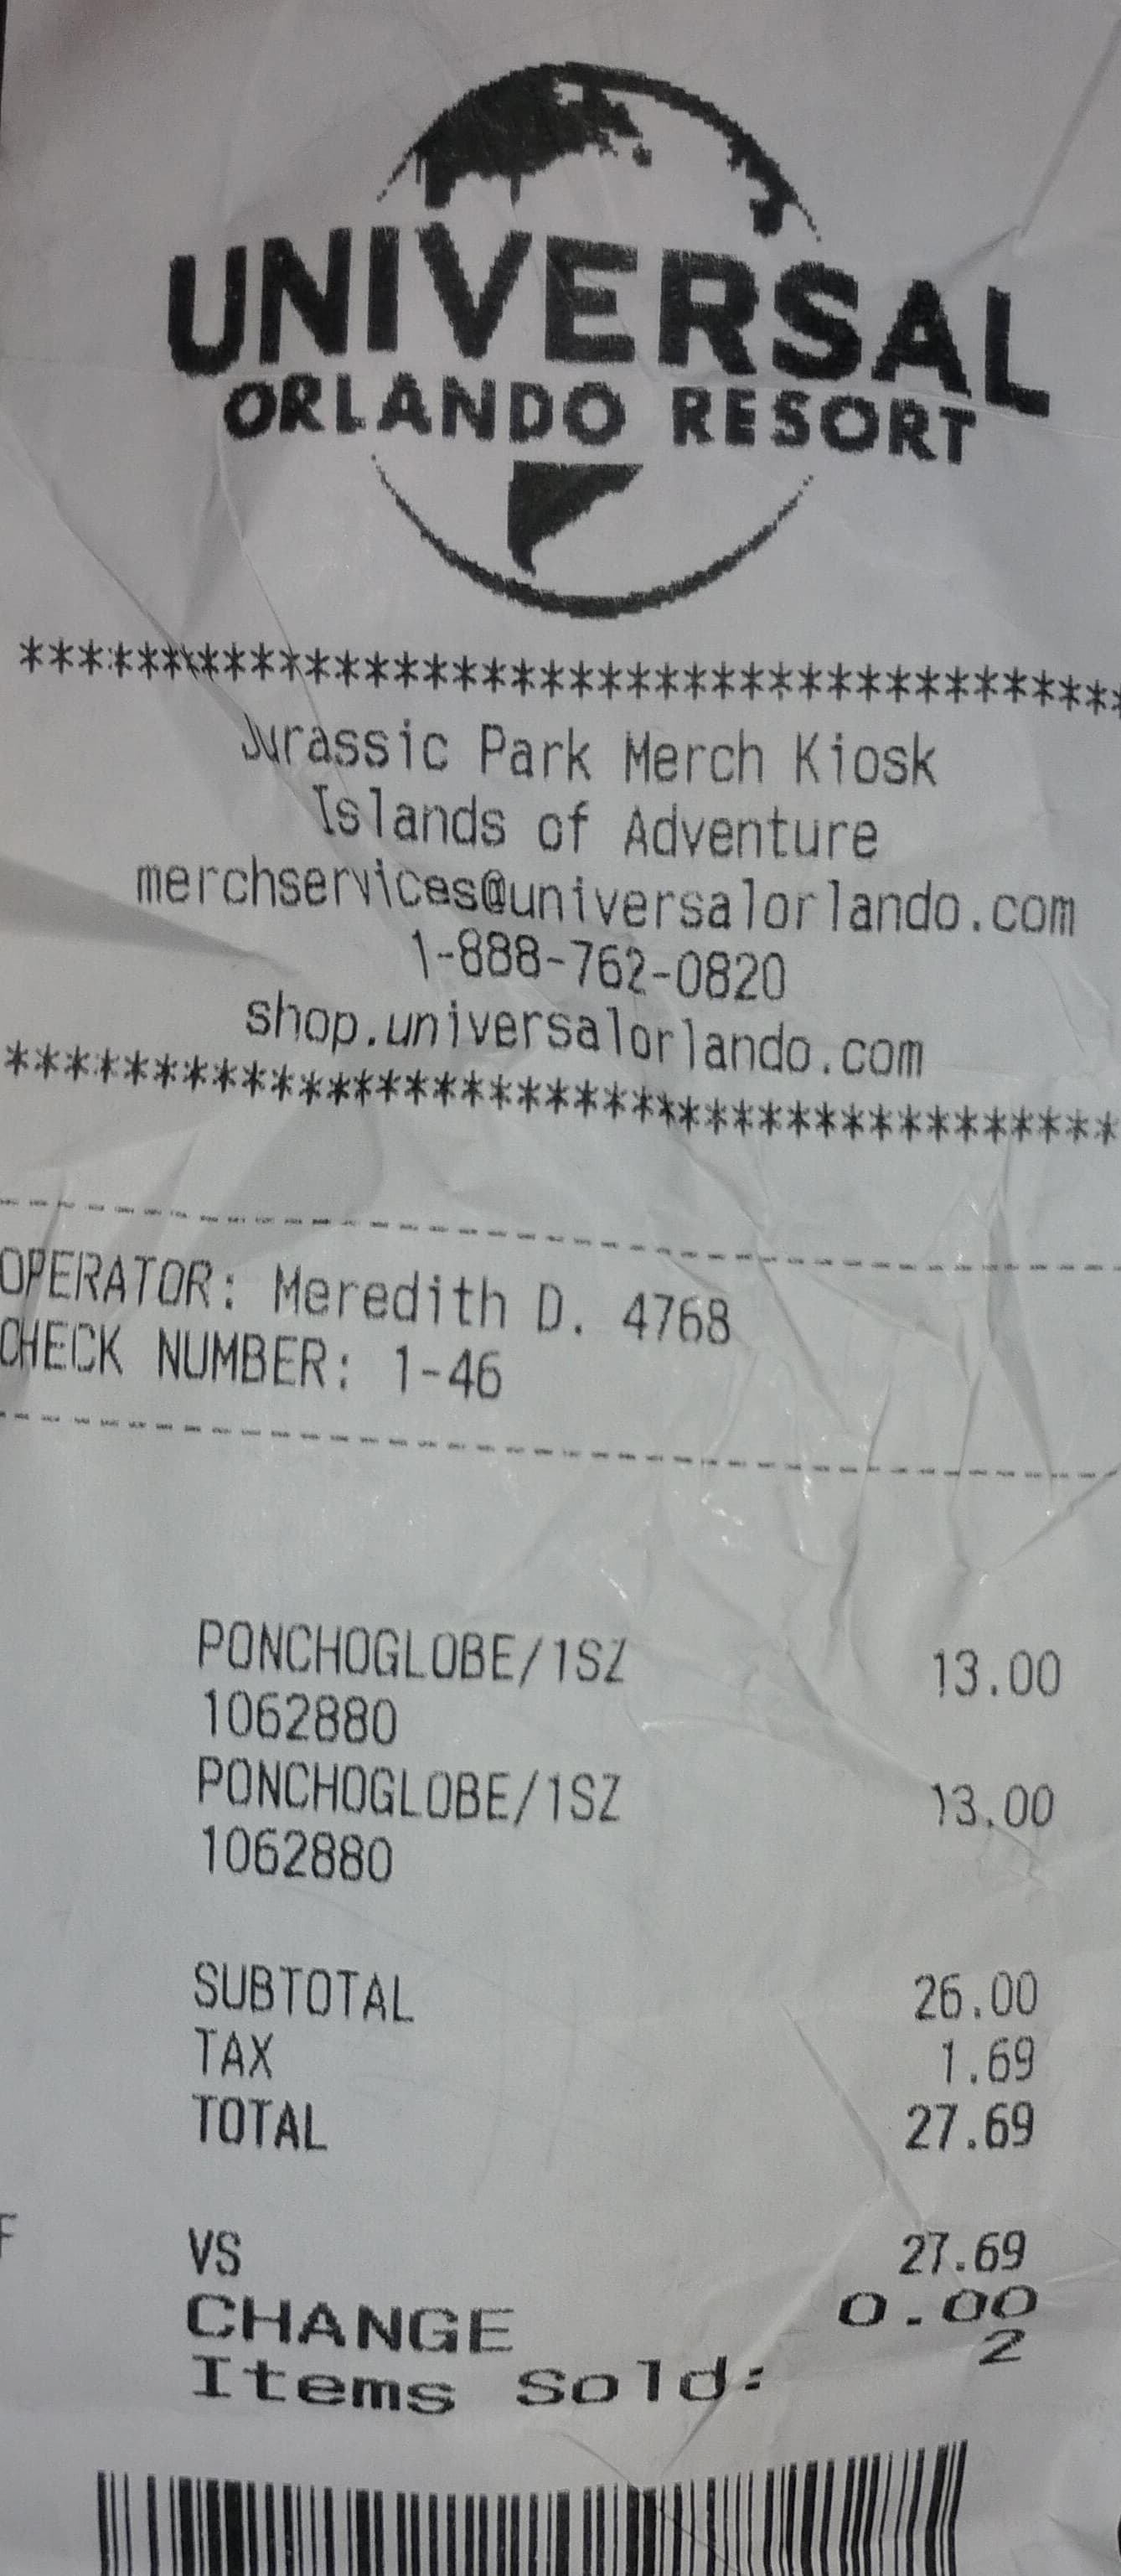 UNIVERSAL
ORLANDO RESORT
****************************************
Jurassic Park Merch Kiosk
Islands of Adventure
merchservices@universalorlando.com
1-888-762-0820
shop.universalorlando.com
****************************************
OPERATOR: Meredith D. 4768
CHECK NUMBER: 1-46
PONCHOGLOBE/1SZ 13.00
1062880
PONCHOGLOBE/1SZ 13.00
1062880
SUBTOTAL 26.00
TAX 1.69
TOTAL 27.69
F VS 27.69
CHANGE 0.00
Items Sold: 2